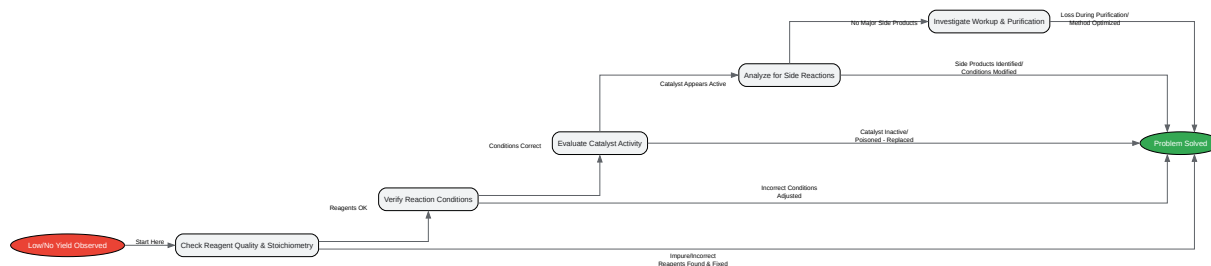 No Major Side Products
Investigate Workup & Purification
Loss During Purification/
Method Optimized
Catalyst Appears Active
Analyze for Side Reactions
Side Products Identified/
Conditions Modified
Conditions Correct
Evaluate Catalyst Activity
Catalyst Inactive/
Poisoned - Replaced
Problem Solved
Reagents OK
Verify Reaction Conditions
Incorrect Conditions
Adjusted
Low/No Yield Observed
Start Here
Check Reagent Quality & Stoichiometry
Impure/Incorrect
Reagents Found & Fixed